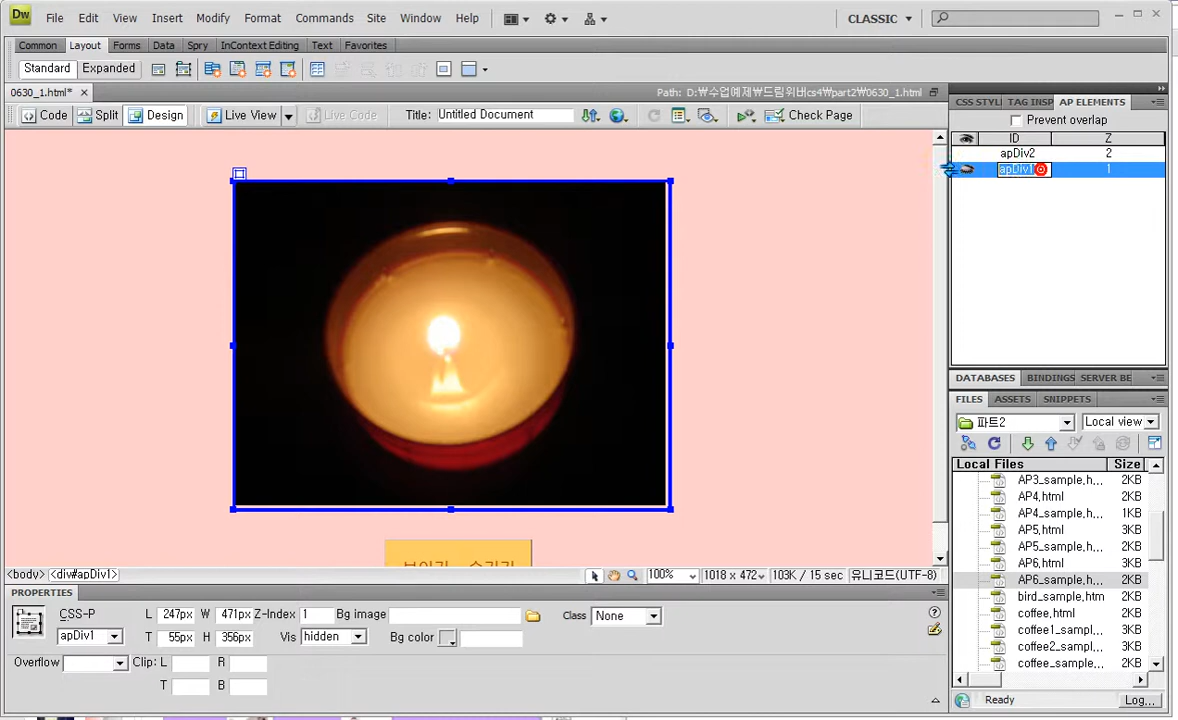 Dw File Edit View Insert Modify Format Commands Site Window Help CLASSIC
Common Layout Forms Data Spry InContext Editing Text Favorites
Standard Expanded
0630_1.html* Path: D:₩수업예제₩드림위버cs4₩part2₩0630_1.html
Code Split Design Live View Live Code Title: Untitled Document Check Page
CSS STYL TAG INSP AP ELEMENTS
Prevent overlap
ID Z
apDiv2 2
apDiv1 1
DATABASES BINDINGS SERVER BE
FILES ASSETS SNIPPETS
파트2 Local view
Local Files Size
AP3_sample,h... 2KB
AP4,html 2KB
AP4_sample,h... 1KB
AP5,html 3KB
AP5_sample,h... 2KB
AP6,html 3KB
AP6_sample,h... 2KB
bird_sample,htm 2KB
coffee,html 2KB
coffee1_sampl... 3KB
coffee2_sampl... 3KB
coffee_sample,... 2KB
Ready Log...
<body> <div#apDiv1> 100% 1018 x 472 103K / 15 sec 유니코드(UTF-8)
PROPERTIES
CSS-P L 247px W 471px Z-Index 1 Bg image Class None
apDiv1 T 55px H 356px Vis hidden Bg color
Overflow Clip: L R
T B